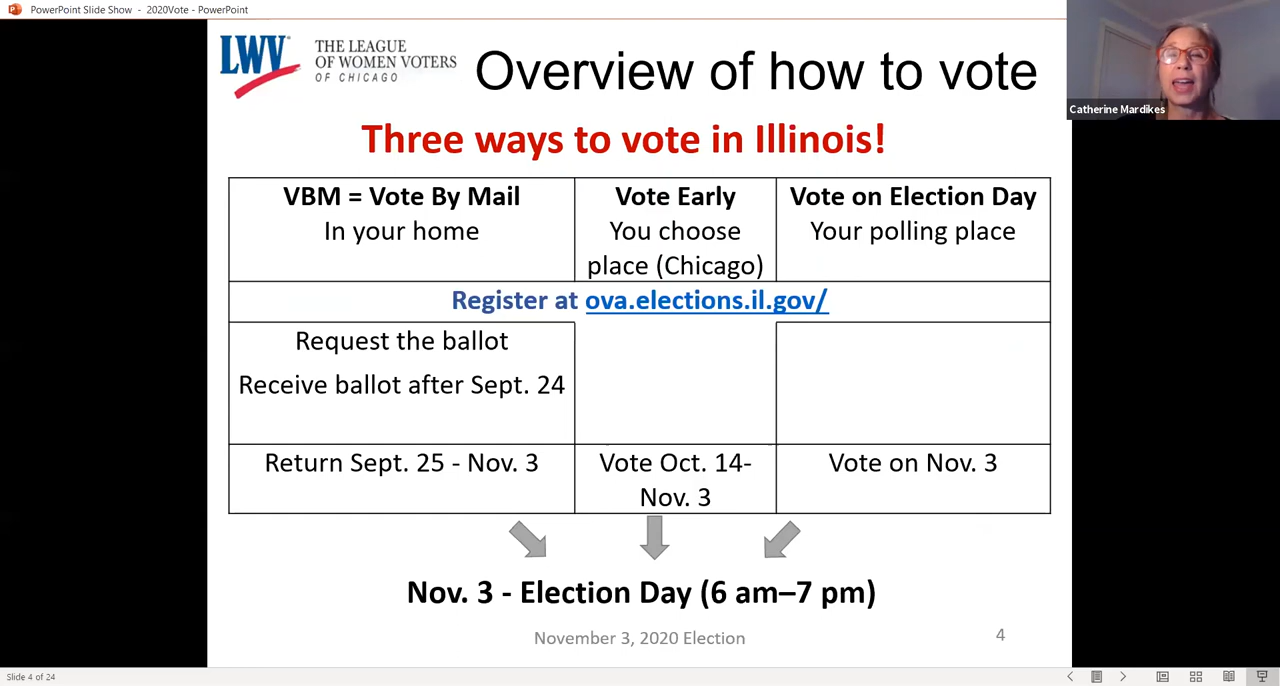 PowerPoint Slide Show - 2020Vote - PowerPoint
LWV
THE LEAGUE
OF WOMEN VOTERS
OF CHICAGO
Overview of how to vote
Catherine Mardikes
Three ways to vote in Illinois!
VBM = Vote By Mail
In your home
Vote Early
You choose
place (Chicago)
Vote on Election Day
Your polling place
Register at ova.elections.il.gov/
Request the ballot
Receive ballot after Sept. 24
Return Sept. 25 - Nov. 3
Vote Oct. 14-
Nov. 3
Vote on Nov. 3
Nov. 3 - Election Day (6 am–7 pm)
November 3, 2020 Election
4
Slide 4 of 24